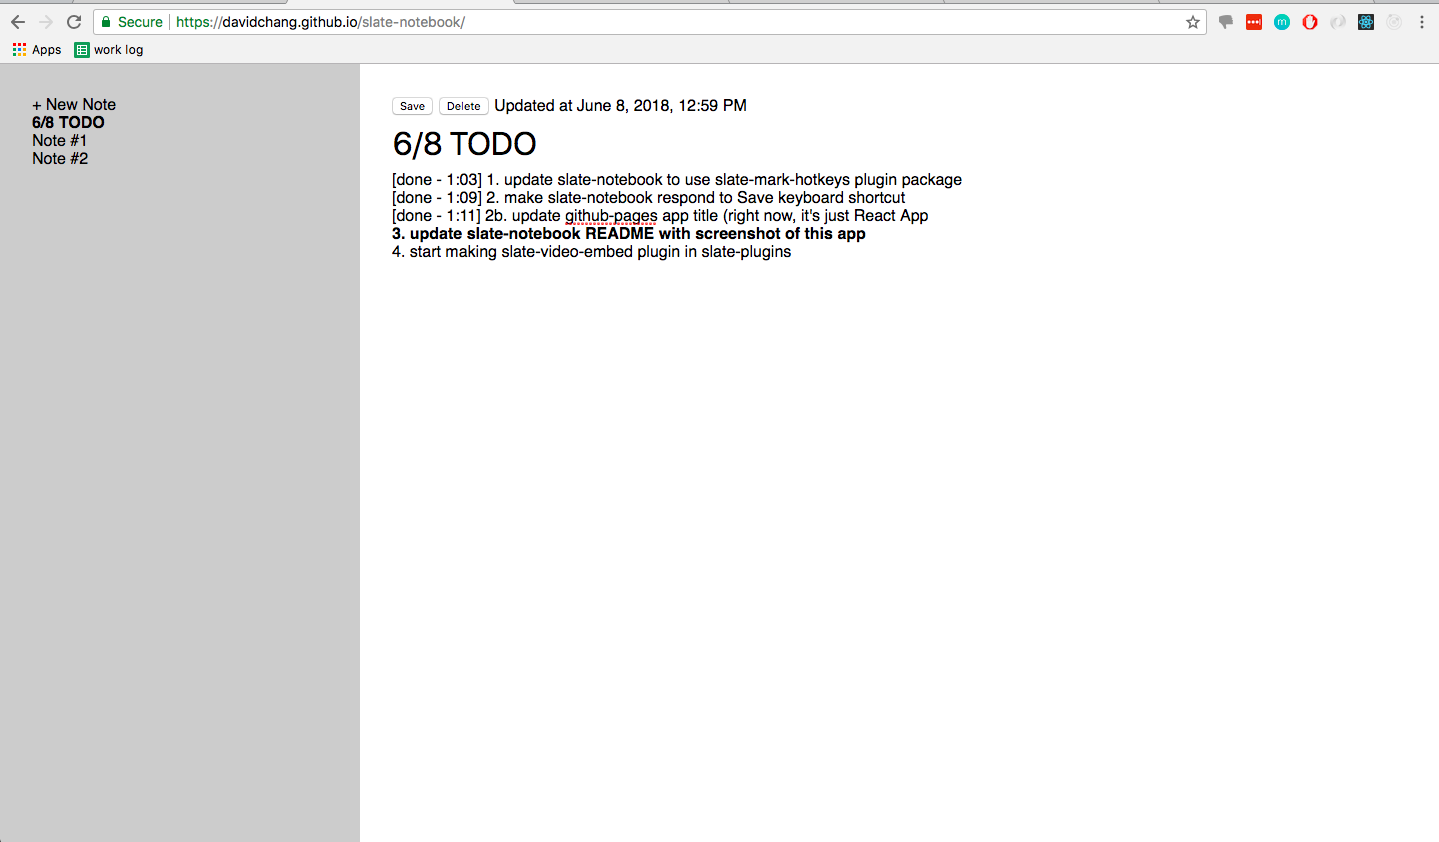 Secure https://davidchang.github.io/slate-notebook/
Apps work log
+ New Note
6/8 TODO
Note #1
Note #2
Save Delete Updated at June 8, 2018, 12:59 PM
6/8 TODO
[done - 1:03] 1. update slate-notebook to use slate-mark-hotkeys plugin package
[done - 1:09] 2. make slate-notebook respond to Save keyboard shortcut
[done - 1:11] 2b. update github-pages app title (right now, it's just React App
3. update slate-notebook README with screenshot of this app
4. start making slate-video-embed plugin in slate-plugins